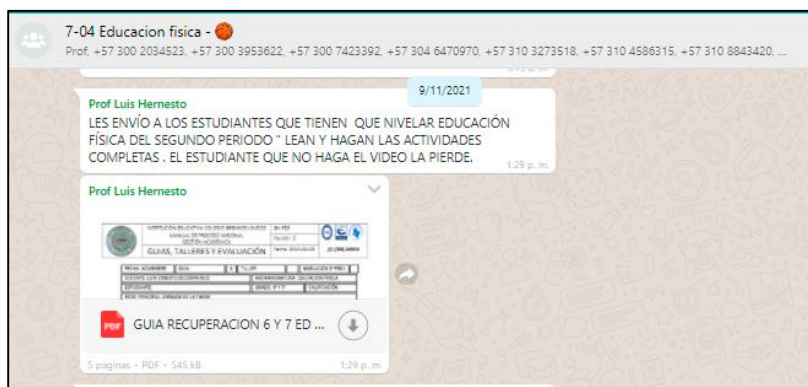 7-04 Educacion fisica - 🏀
Prof, +57 300 2034523, +57 300 3953622, +57 300 7423392, +57 304 6470970, +57 310 3273518, +57 310 4586315, +57 310 8843420, ...
9/11/2021
Prof Luis Hernesto
LES ENVÍO A LOS ESTUDIANTES QUE TIENEN QUE NIVELAR EDUCACIÓN
FÍSICA DEL SEGUNDO PERIODO " LEAN Y HAGAN LAS ACTIVIDADES
COMPLETAS . EL ESTUDIANTE QUE NO HAGA EL VIDEO LA PIERDE.
1:29 p. m.
Prof Luis Hernesto
GUIAS, TALLERES Y EVALUACIÓN
PDF
GUIA RECUPERACION 6 Y 7 ED ...
5 páginas • PDF • 545 kB
1:29 p. m.